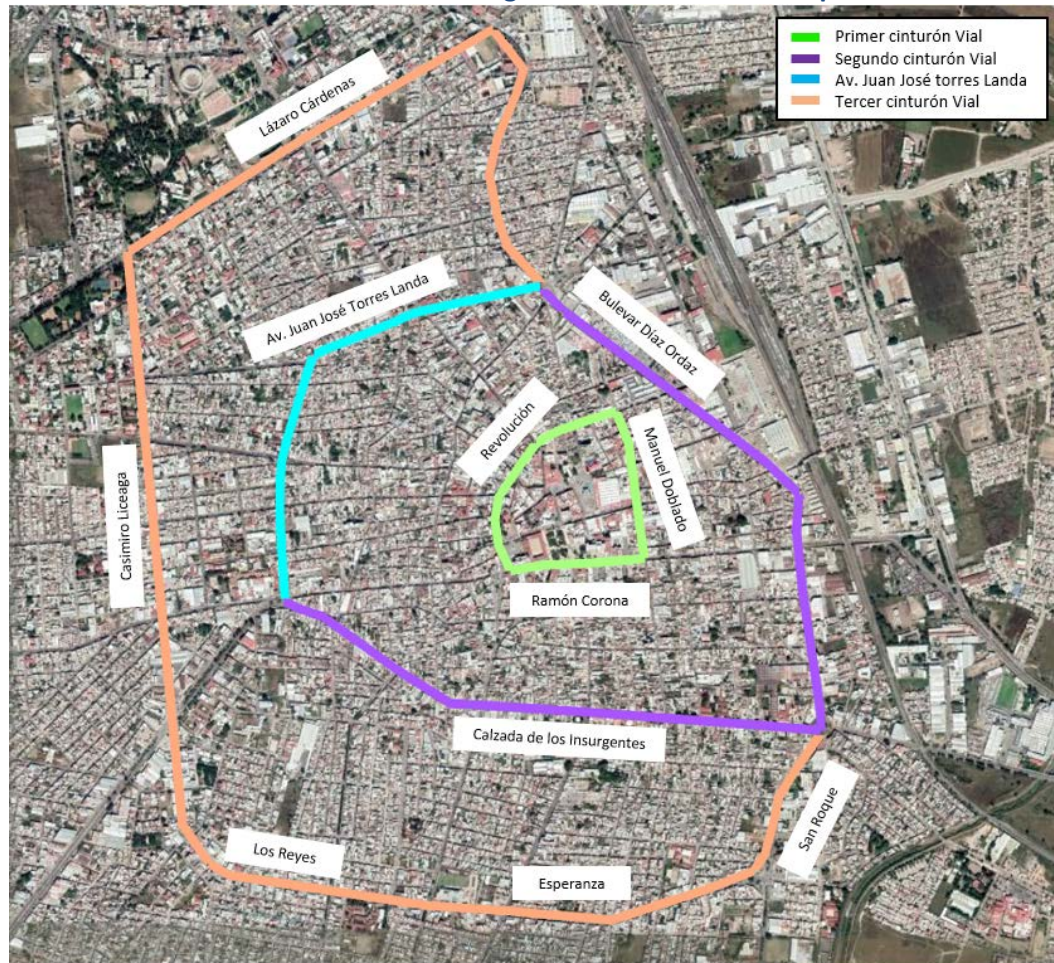 Primer cinturón Vial
Segundo cinturón Vial
Av. Juan José torres Landa
Tercer cinturón Vial
Lázaro Cárdenas
Av. Juan José Torres Landa
Bulevar Díaz Ordaz
Revolución
Manuel Doblado
Casimiro Liceaga
Ramón Corona
Calzada de los Insurgentes
San Roque
Los Reyes
Esperanza